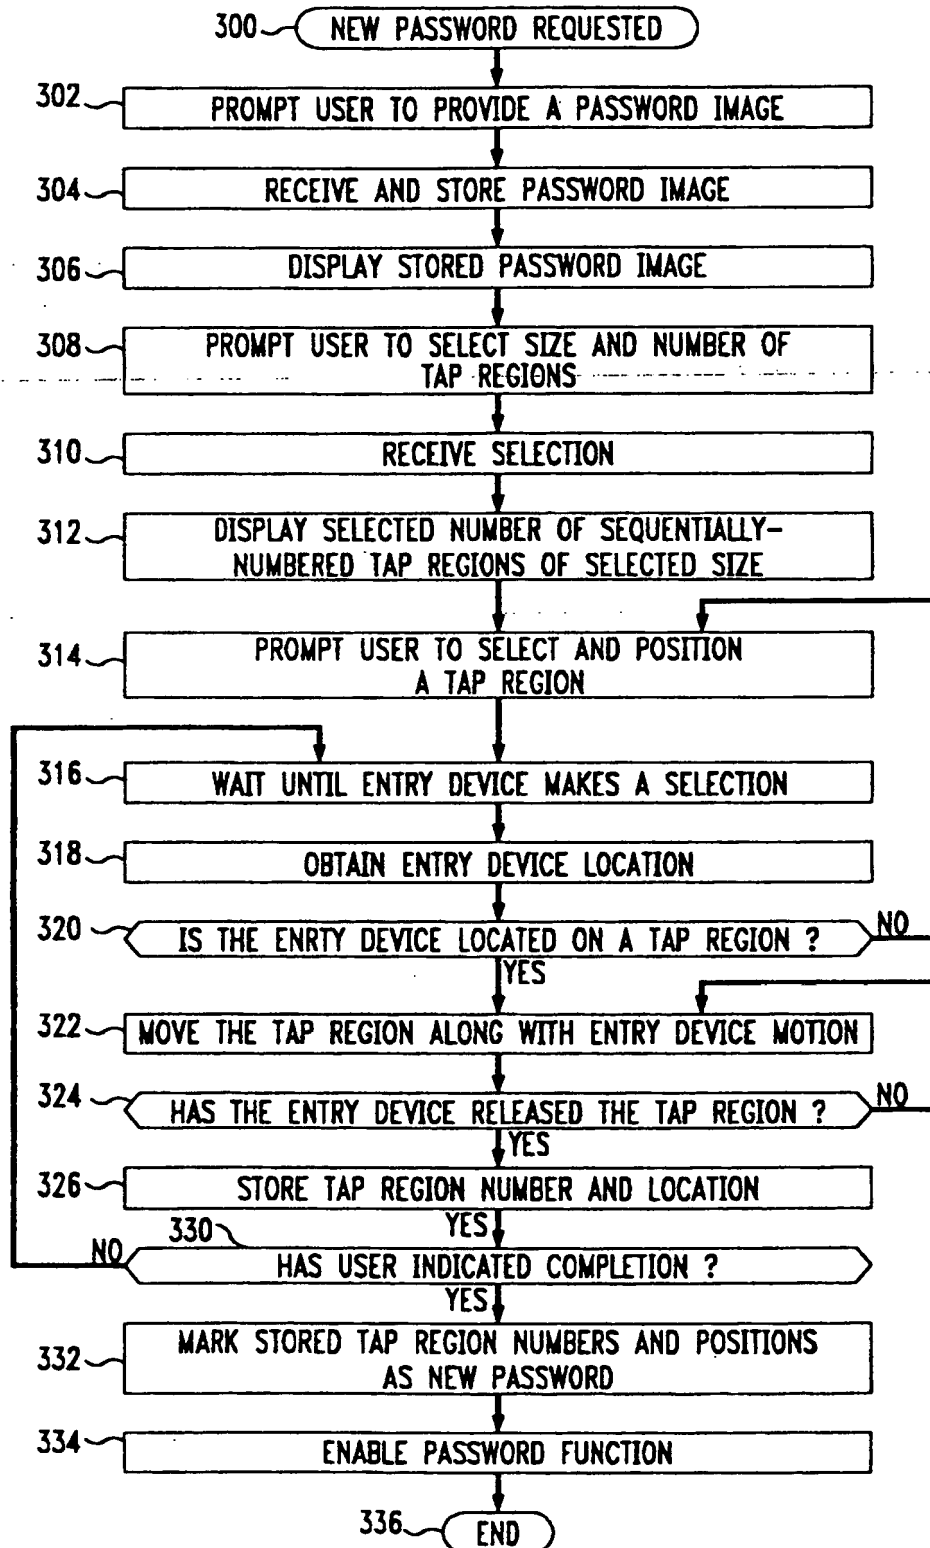 300 NEW PASSWORD REQUESTED
302 PROMPT USER TO PROVIDE A PASSWORD IMAGE
304 RECEIVE AND STORE PASSWORD IMAGE
306 DISPLAY STORED PASSWORD IMAGE
308 PROMPT USER TO SELECT SIZE AND NUMBER OF
TAP REGIONS
310 RECEIVE SELECTION
312 DISPLAY SELECTED NUMBER OF SEQUENTIALLY-
NUMBERED TAP REGIONS OF SELECTED SIZE
314 PROMPT USER TO SELECT AND POSITION
A TAP REGION
316 WAIT UNTIL ENTRY DEVICE MAKES A SELECTION
318 OBTAIN ENTRY DEVICE LOCATION
320 IS THE ENRTY DEVICE LOCATED ON A TAP REGION ? NO
YES
322 MOVE THE TAP REGION ALONG WITH ENTRY DEVICE MOTION
324 HAS THE ENTRY DEVICE RELEASED THE TAP REGION ? NO
YES
326 STORE TAP REGION NUMBER AND LOCATION
330 YES
NO HAS USER INDICATED COMPLETION ?
YES
332 MARK STORED TAP REGION NUMBERS AND POSITIONS
AS NEW PASSWORD
334 ENABLE PASSWORD FUNCTION
336 END